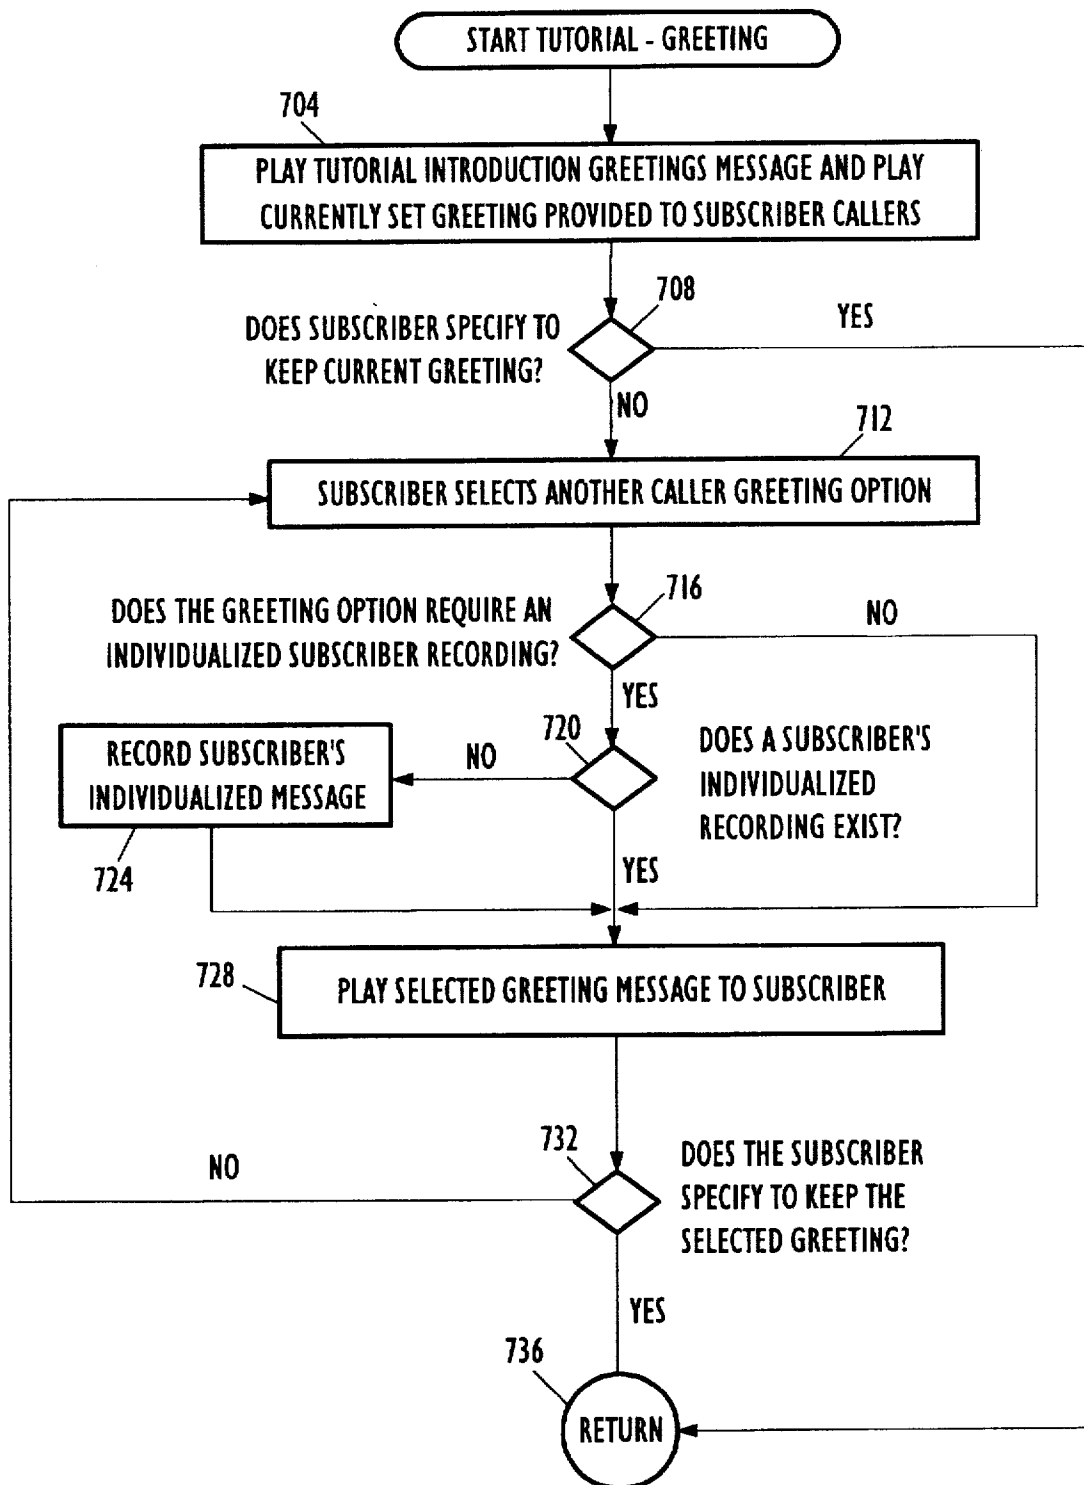 START TUTORIAL - GREETING
704
PLAY TUTORIAL INTRODUCTION GREETINGS MESSAGE AND PLAY
CURRENTLY SET GREETING PROVIDED TO SUBSCRIBER CALLERS
708
DOES SUBSCRIBER SPECIFY TO
KEEP CURRENT GREETING?
YES
NO
712
SUBSCRIBER SELECTS ANOTHER CALLER GREETING OPTION
716
DOES THE GREETING OPTION REQUIRE AN
INDIVIDUALIZED SUBSCRIBER RECORDING?
NO
YES
720
DOES A SUBSCRIBER'S
INDIVIDUALIZED
RECORDING EXIST?
NO
RECORD SUBSCRIBER'S
INDIVIDUALIZED MESSAGE
724
YES
728
PLAY SELECTED GREETING MESSAGE TO SUBSCRIBER
732
DOES THE SUBSCRIBER
SPECIFY TO KEEP THE
SELECTED GREETING?
NO
YES
736
RETURN